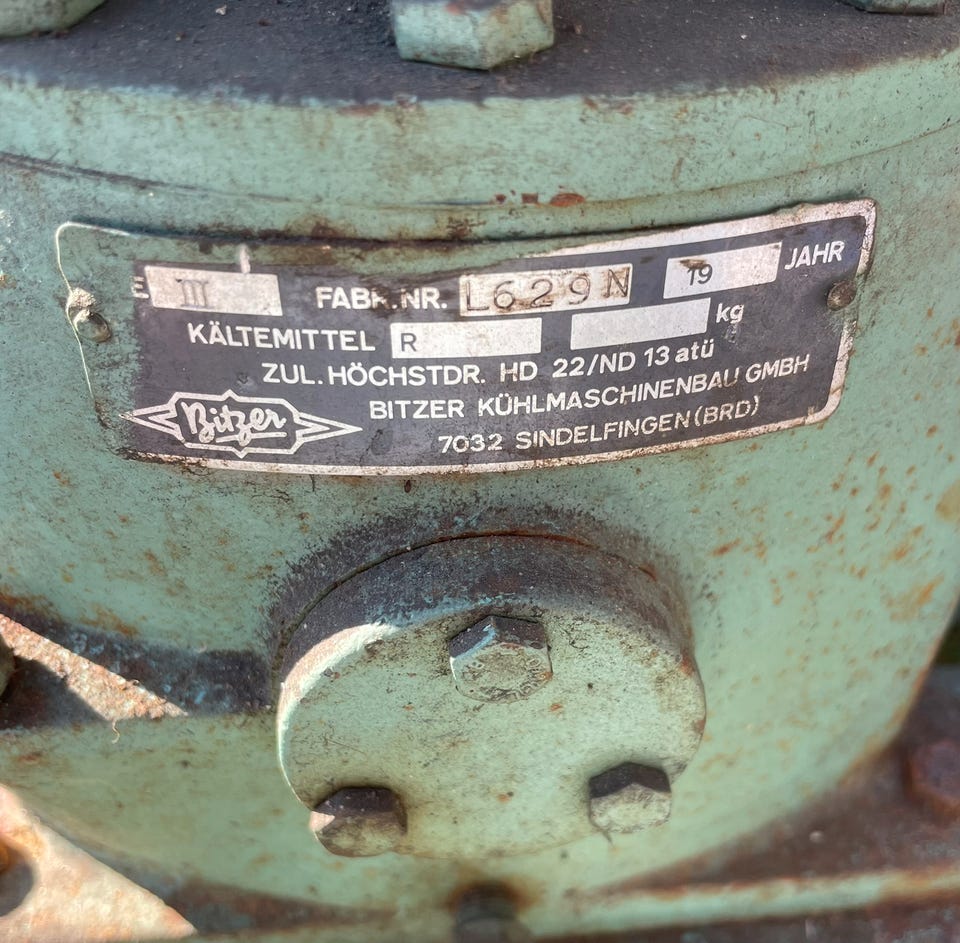 E III FABR.NR. L629N 19 JAHR
KÄLTEMITTEL R kg
ZUL.HÖCHSTDR. HD 22/ND 13 atü
Bitzer BITZER KÜHLMASCHINENBAU GMBH
7032 SINDELFINGEN (BRD)